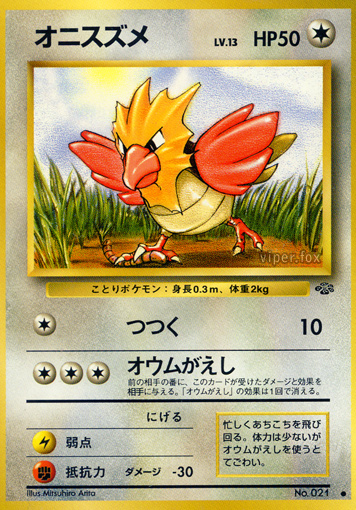 オニスズメ LV.13 HP50
viper.fox
ことりポケモン：身長0.3m、体重2kg
つつく 10
オウムがえし
前の相手の番に、このカードが受けたダメージと効果を
相手に与える。「オウムがえし」の効果は1回で消える。
にげる
弱点
抵抗力 ダメージ -30
忙しくあちこちを飛び
回る。体力は少ないが
オウムがえしを使うと
てごわい。
Illus.Mitsuhiro Arita
No.021